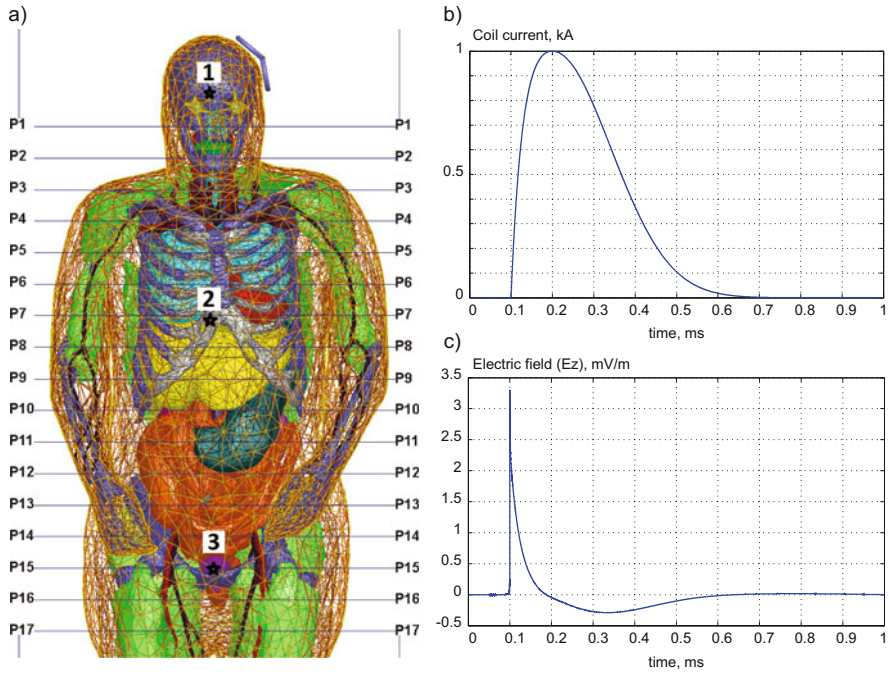 a)
1
P1 P1
P2 P2
P3 P3
P4 P4
P5 P5
P6 P6
2
P7 P7
P8 P8
P9 P9
P10 P10
P11 P11
P12 P12
P13 P13
P14 P14
3
P15 P15
P16 P16
P17 P17
b)
Coil current, kA
1
0.5
0
0 0.1 0.2 0.3 0.4 0.5 0.6 0.7 0.8 0.9 1
time, ms
c)
Electric field (Ez), mV/m
3.5
3
2.5
2
1.5
1
0.5
0
-0.5
0 0.1 0.2 0.3 0.4 0.5 0.6 0.7 0.8 0.9 1
time, ms